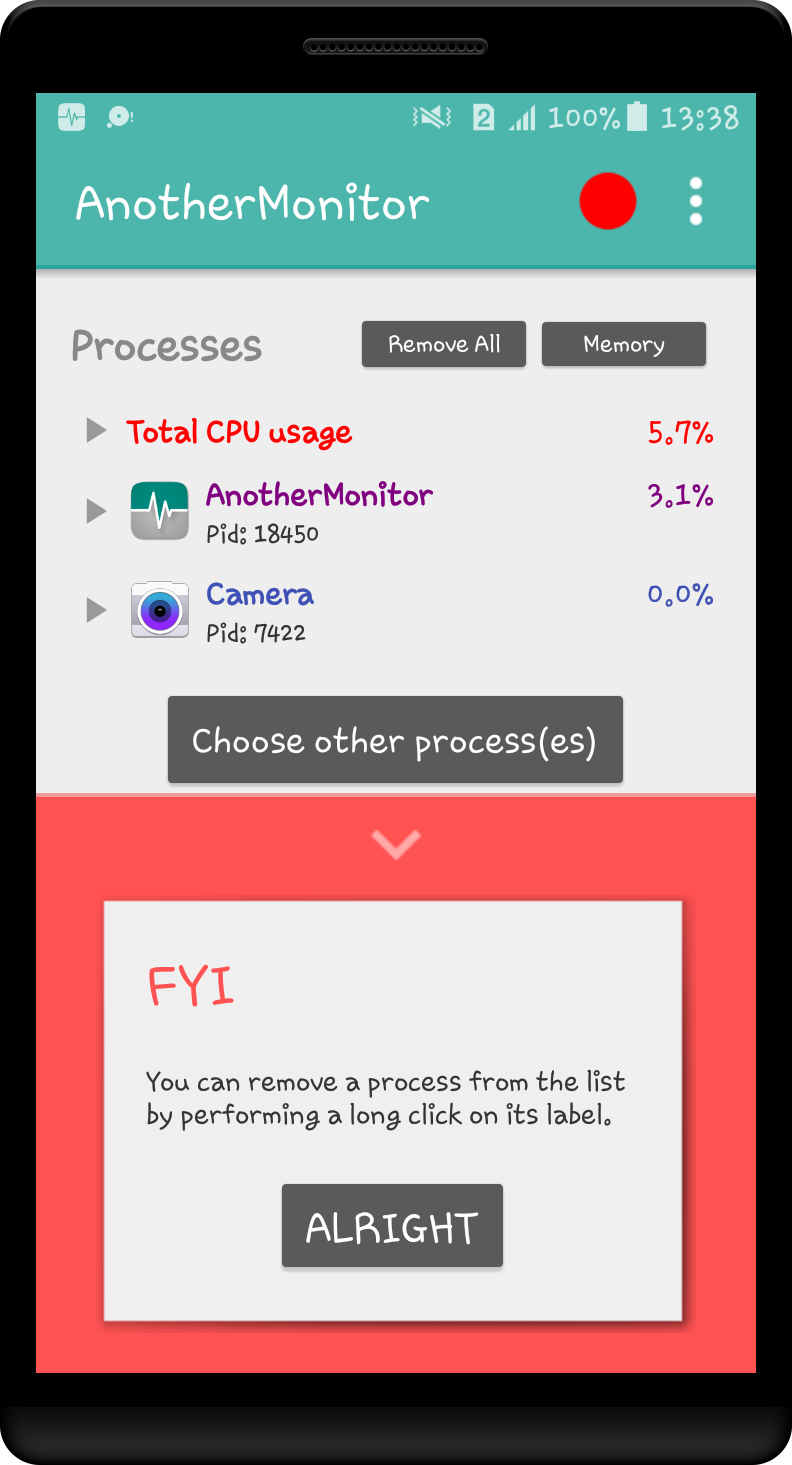 2 100% 13:38
AnotherMonitor
Processes Remove All Memory
Total CPU usage 5.7%
AnotherMonitor 3.1%
Pid: 18450
Camera 0.0%
Pid: 7422
Choose other process(es)
FYI
You can remove a process from the list
by performing a long click on its label.
ALRIGHT